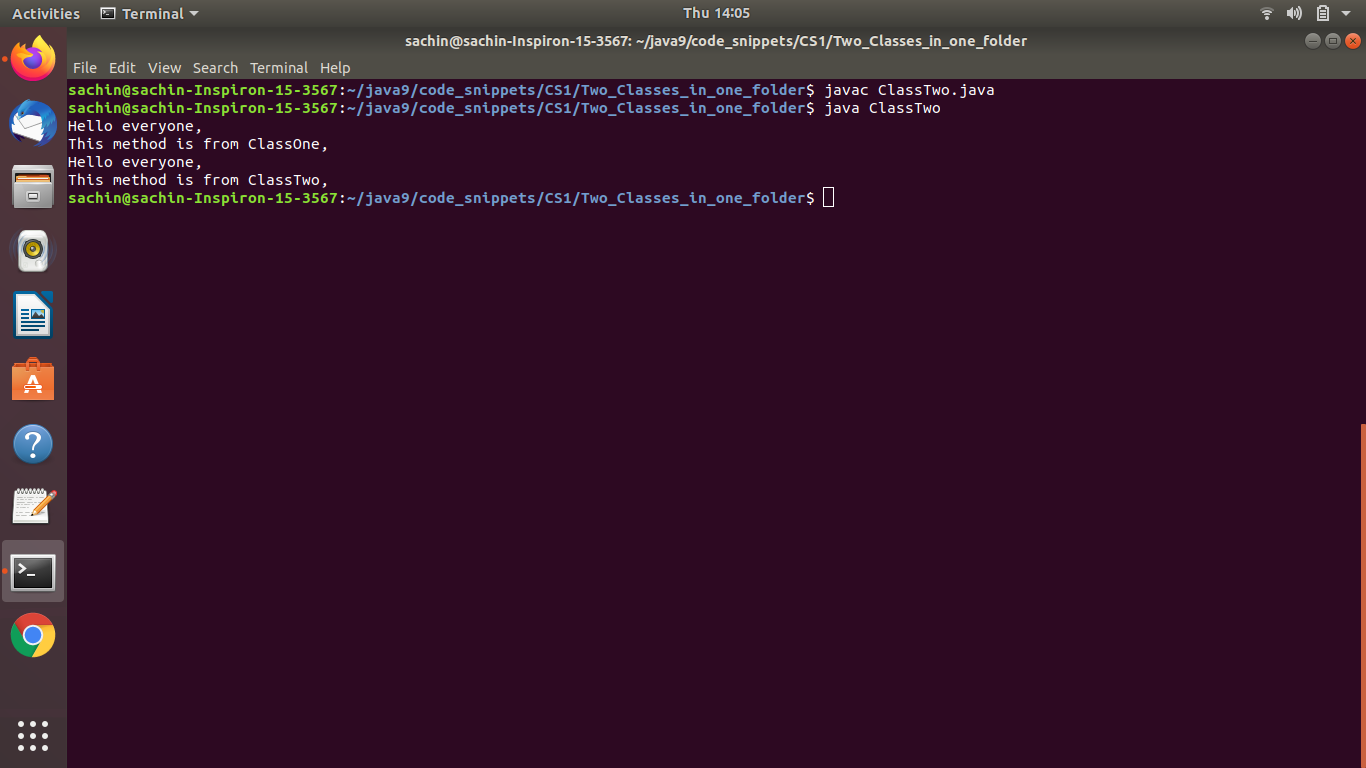 Activities Terminal Thu 14:05
sachin@sachin-Inspiron-15-3567: ~/java9/code_snippets/CS1/Two_Classes_in_one_folder
File Edit View Search Terminal Help
sachin@sachin-Inspiron-15-3567:~/java9/code_snippets/CS1/Two_Classes_in_one_folder$ javac ClassTwo.java
sachin@sachin-Inspiron-15-3567:~/java9/code_snippets/CS1/Two_Classes_in_one_folder$ java ClassTwo
Hello everyone,
This method is from ClassOne,
Hello everyone,
This method is from ClassTwo,
sachin@sachin-Inspiron-15-3567:~/java9/code_snippets/CS1/Two_Classes_in_one_folder$